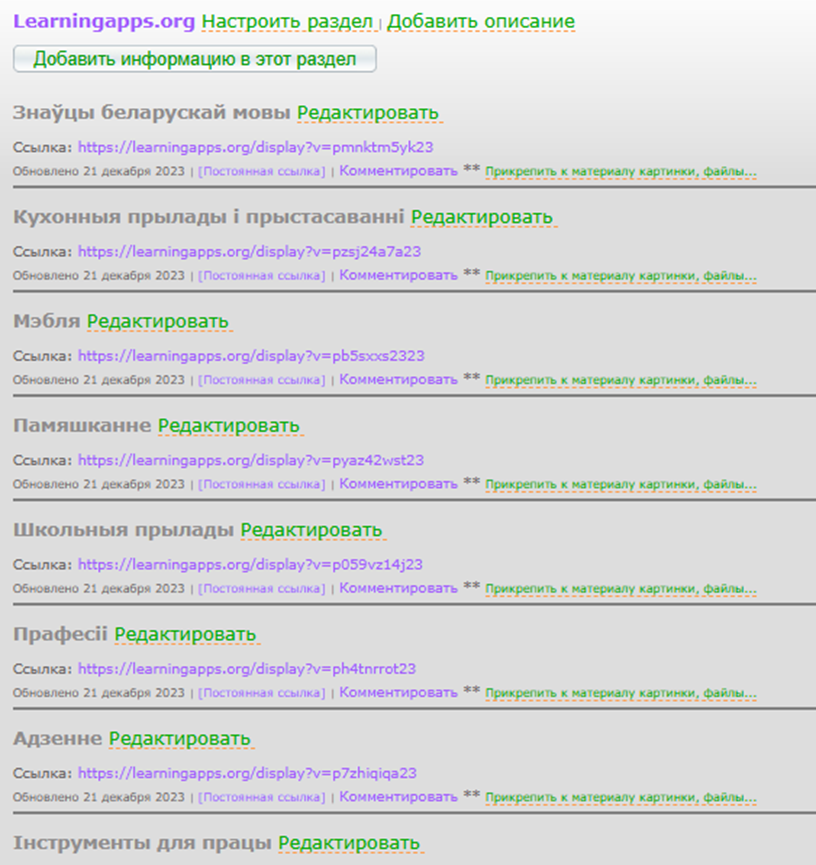 Learningapps.org Настроить раздел | Добавить описание
Добавить информацию в этот раздел
Знаўцы беларускай мовы Редактировать
Ссылка: https://learningapps.org/display?v=pmnktm5yk23
Обновлено 21 декабря 2023 | [Постоянная ссылка] | Комментировать ** Прикрепить к материалу картинки, файлы...
Кухонныя прылады і прыстасаванні Редактировать
Ссылка: https://learningapps.org/display?v=pzsj24a7a23
Обновлено 21 декабря 2023 | [Постоянная ссылка] | Комментировать ** Прикрепить к материалу картинки, файлы...
Мэбля Редактировать
Ссылка: https://learningapps.org/display?v=pb5sxxs2323
Обновлено 21 декабря 2023 | [Постоянная ссылка] | Комментировать ** Прикрепить к материалу картинки, файлы...
Памяшканне Редактировать
Ссылка: https://learningapps.org/display?v=pyaz42wst23
Обновлено 21 декабря 2023 | [Постоянная ссылка] | Комментировать ** Прикрепить к материалу картинки, файлы...
Школьныя прылады Редактировать
Ссылка: https://learningapps.org/display?v=p059vz14j23
Обновлено 21 декабря 2023 | [Постоянная ссылка] | Комментировать ** Прикрепить к материалу картинки, файлы...
Прафесіі Редактировать
Ссылка: https://learningapps.org/display?v=ph4tnrrot23
Обновлено 21 декабря 2023 | [Постоянная ссылка] | Комментировать ** Прикрепить к материалу картинки, файлы...
Адзенне Редактировать
Ссылка: https://learningapps.org/display?v=p7zhiqiqa23
Обновлено 21 декабря 2023 | [Постоянная ссылка] | Комментировать ** Прикрепить к материалу картинки, файлы...
Інструменты для працы Редактировать